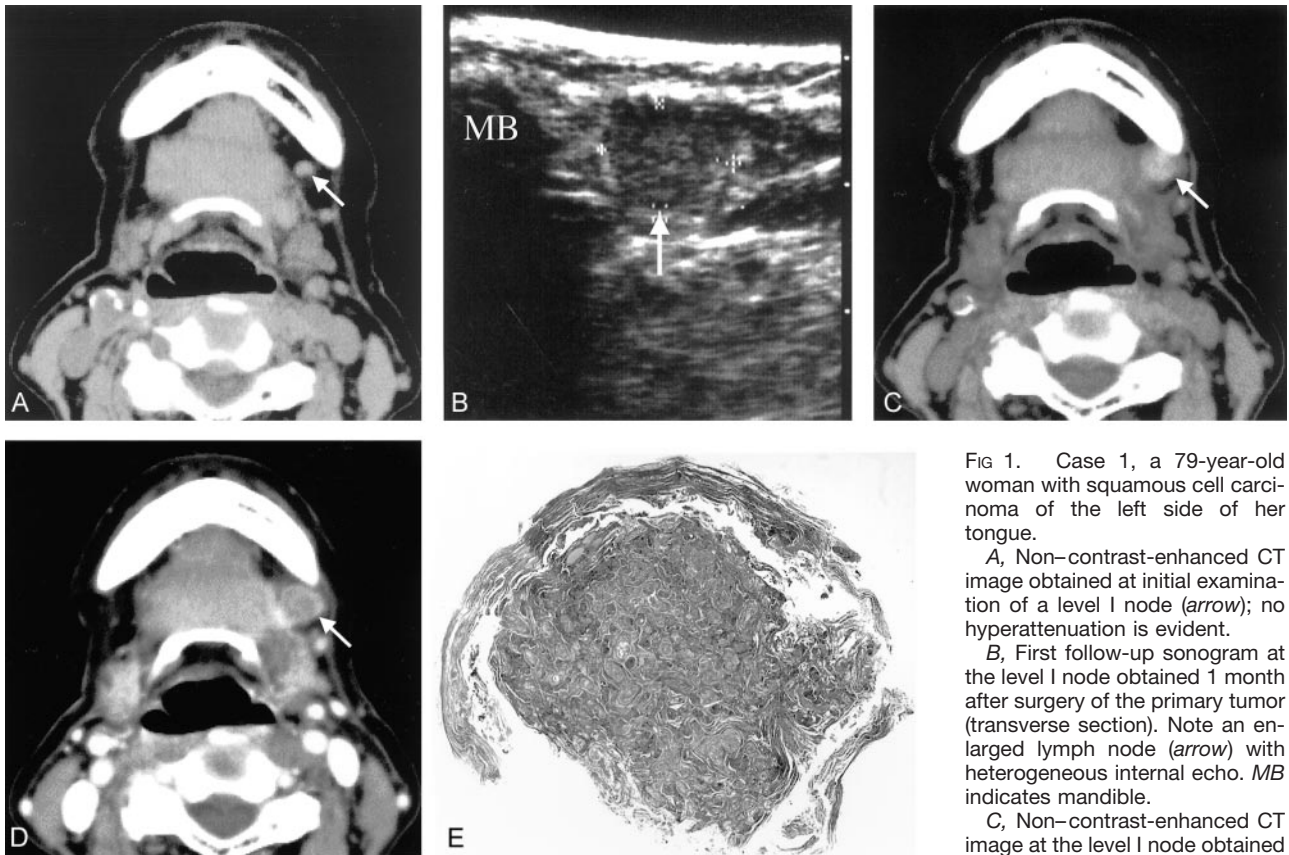 A
B
MB
C
D
E
FIG 1. Case 1, a 79-year-old
woman with squamous cell carci-
noma of the left side of her
tongue.
A, Non–contrast-enhanced CT
image obtained at initial examina-
tion of a level I node (arrow); no
hyperattenuation is evident.
B, First follow-up sonogram at
the level I node obtained 1 month
after surgery of the primary tumor
(transverse section). Note an en-
larged lymph node (arrow) with
heterogeneous internal echo. MB
indicates mandible.
C, Non–contrast-enhanced CT
image at the level I node obtained